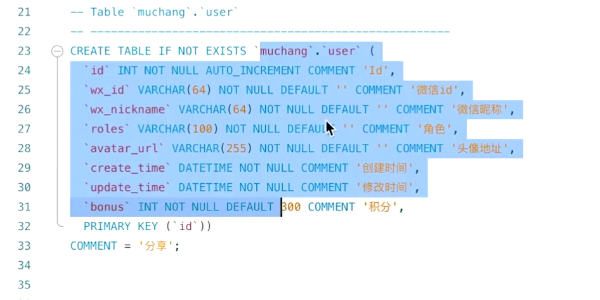 21 -- Table `muchang`.`user`
22 -- -----------------------------------------------------
23 CREATE TABLE IF NOT EXISTS `muchang`.`user` (
24 `id` INT NOT NULL AUTO_INCREMENT COMMENT 'Id',
25 `wx_id` VARCHAR(64) NOT NULL DEFAULT '' COMMENT '微信id',
26 `wx_nickname` VARCHAR(64) NOT NULL DEFAULT '' COMMENT '微信昵称',
27 `roles` VARCHAR(100) NOT NULL DEFAULT '' COMMENT '角色',
28 `avatar_url` VARCHAR(255) NOT NULL DEFAULT '' COMMENT '头像地址',
29 `create_time` DATETIME NOT NULL COMMENT '创建时间',
30 `update_time` DATETIME NOT NULL COMMENT '修改时间',
31 `bonus` INT NOT NULL DEFAULT 300 COMMENT '积分',
32 PRIMARY KEY (`id`))
33 COMMENT = '分享';
34
35